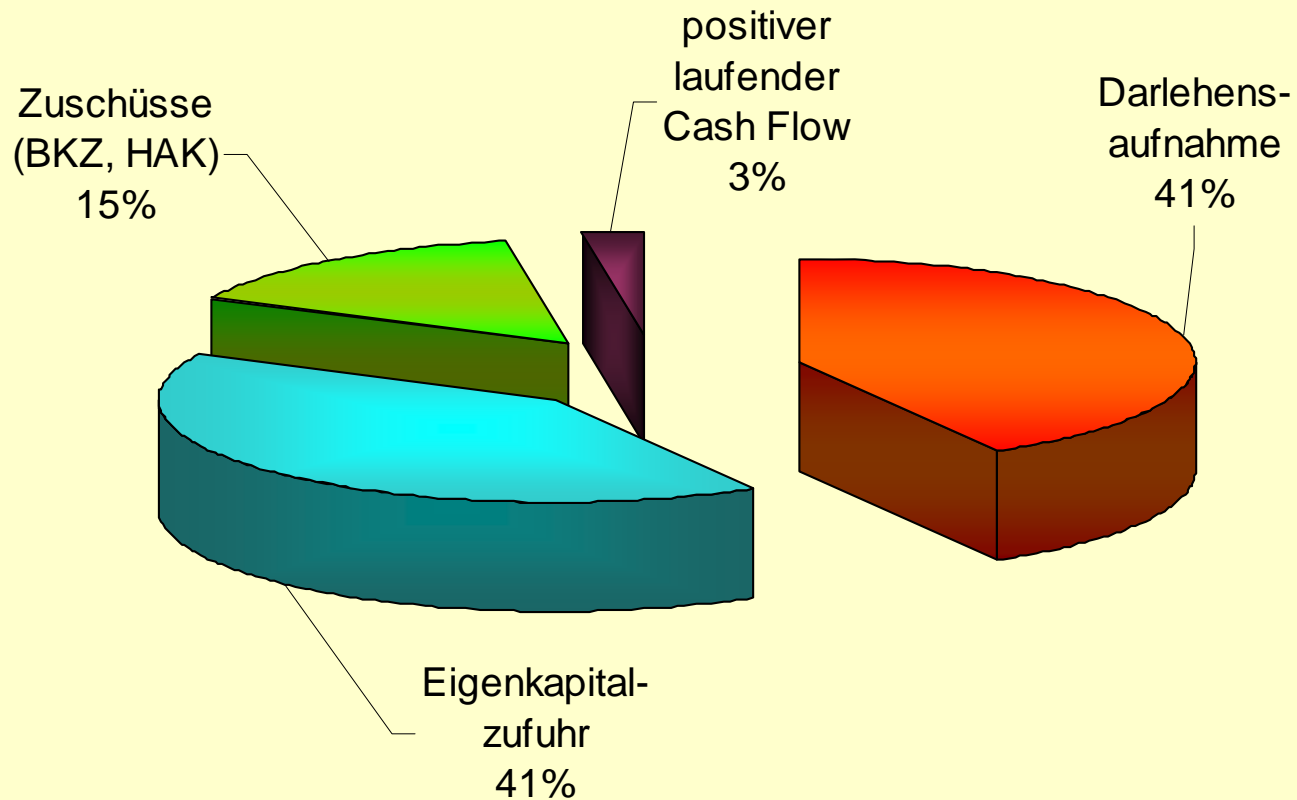 positiver
laufender
Cash Flow
3%
Darlehens-
aufnahme
41%
Zuschüsse
(BKZ, HAK)
15%
Eigenkapital-
zufuhr
41%